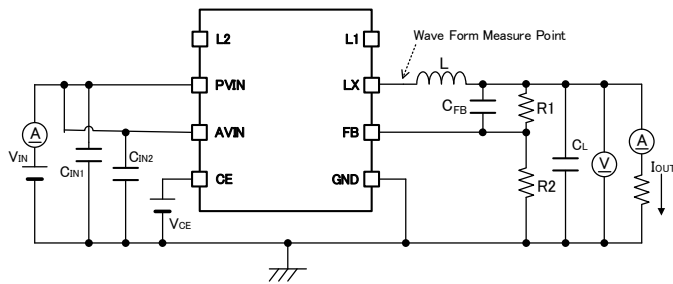 Wave Form Measure Point
L2
L1
PVIN
LX
L
AVIN
FB
CE
GND
A
VIN
CIN1
CIN2
VCE
CFB
R1
R2
CL
V
A
IOUT